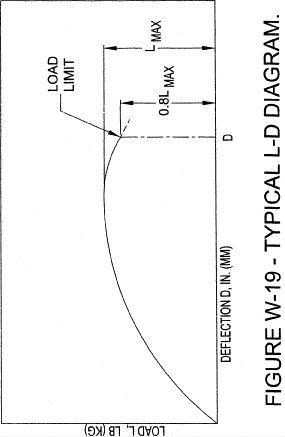 L MAX
LOAD
LIMIT
0.8L MAX
D
DEFLECTION D, IN. (MM)
LOAD L, LB (KG)
FIGURE W-19 - TYPICAL L-D DIAGRAM.